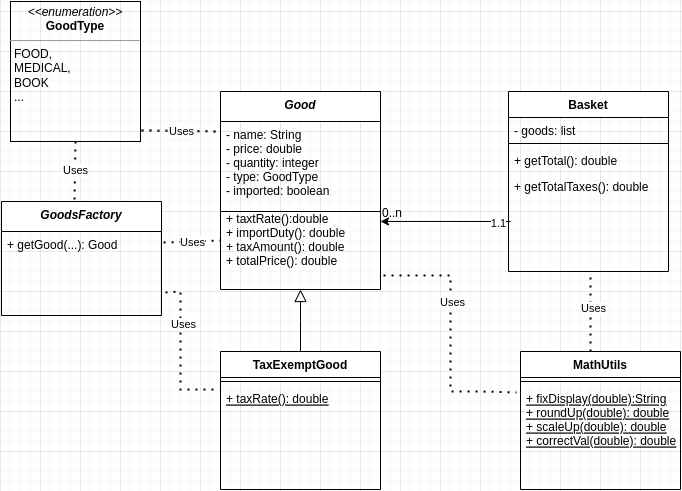 <<enumeration>>
GoodType
FOOD,
MEDICAL,
BOOK
...
Uses
Uses
GoodsFactory
+ getGood(...): Good
Uses
Uses
Good
- name: String
- price: double
- quantity: integer
- type: GoodType
- imported: boolean
+ taxtRate():double
+ importDuty(): double
+ taxAmount(): double
+ totalPrice(): double
0..n
1.1
Basket
- goods: list
+ getTotal(): double
+ getTotalTaxes(): double
Uses
Uses
TaxExemptGood
+ taxRate(): double
MathUtils
+ fixDisplay(double):String
+ roundUp(double): double
+ scaleUp(double): double
+ correctVal(double): double